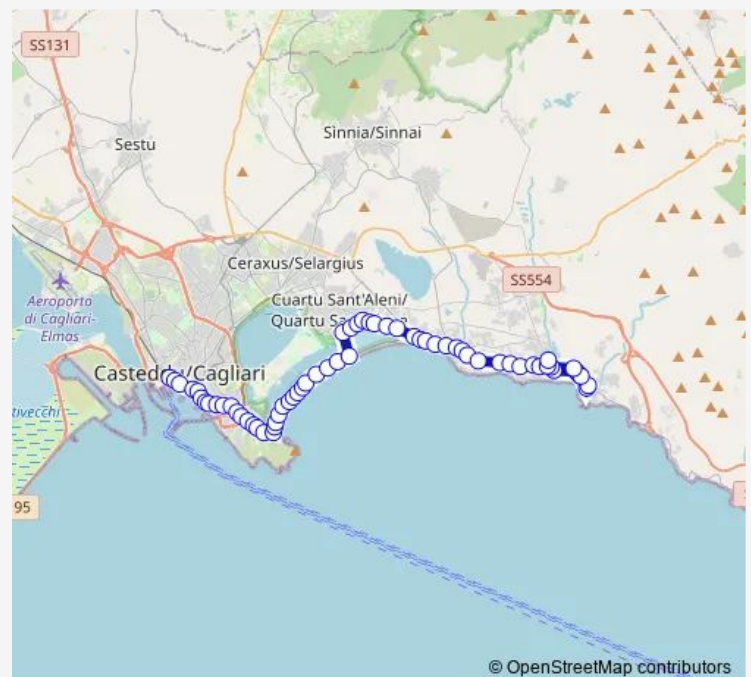 SS131
Sinnia/Sinnai
Sestu
Ceraxus/Selargius
SS554
Aeroporto
di Cagliari-
Elmas
Cuartu Sant'Aleni/
Quartu
Casteddu/Cagliari
tivecchi
95
© OpenStreetMap contributors